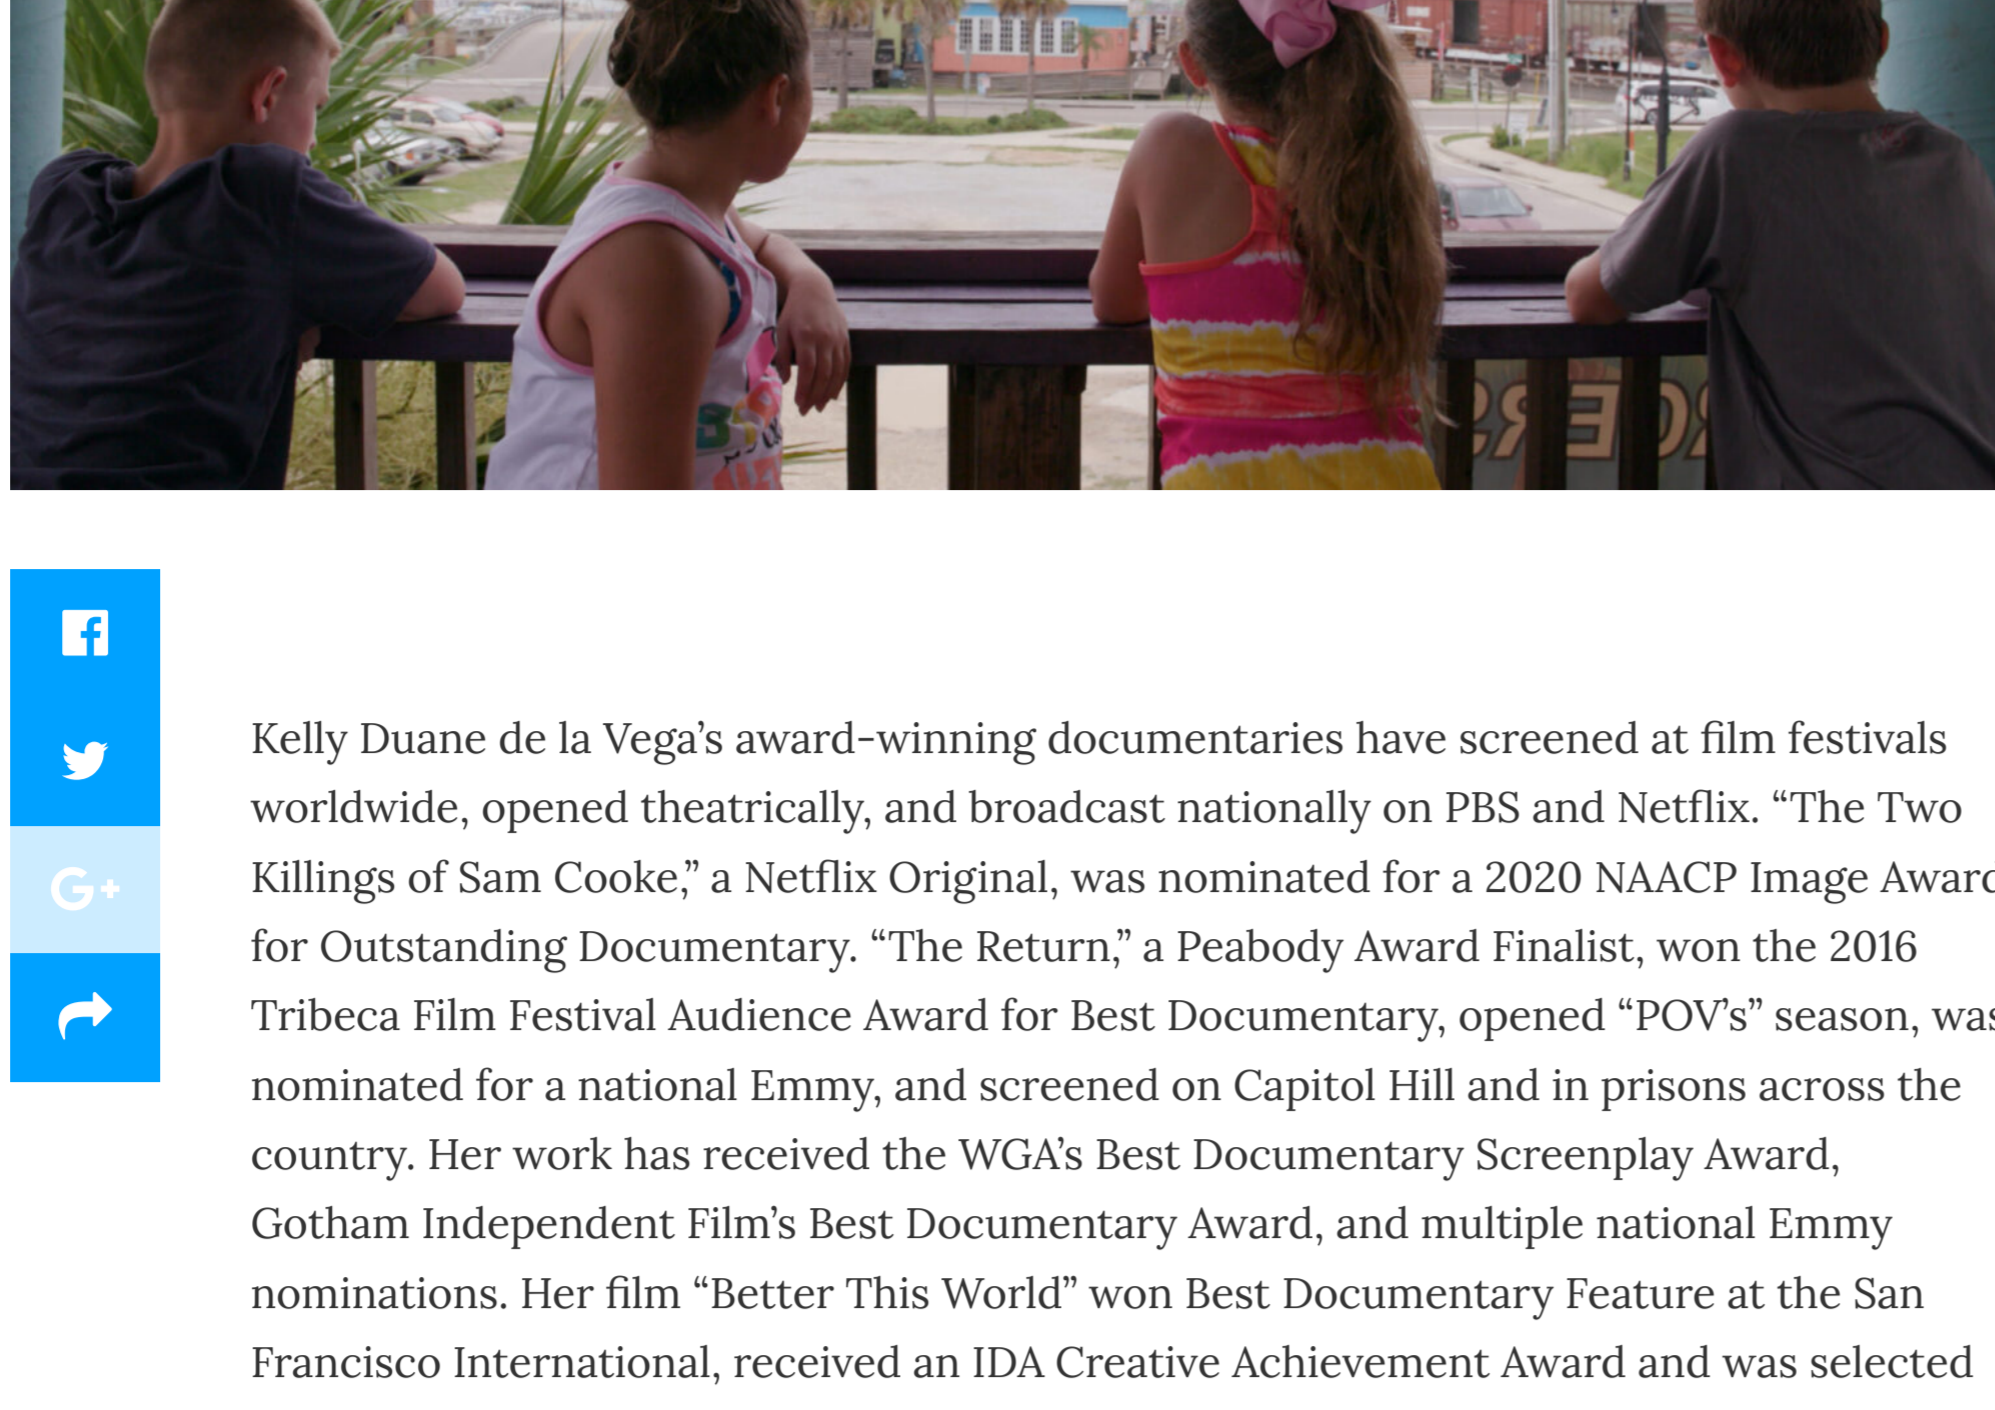 Kelly Duane de la Vega’s award-winning documentaries have screened at film festivals
worldwide, opened theatrically, and broadcast nationally on PBS and Netflix. “The Two
Killings of Sam Cooke,” a Netflix Original, was nominated for a 2020 NAACP Image Award
for Outstanding Documentary. “The Return,” a Peabody Award Finalist, won the 2016
Tribeca Film Festival Audience Award for Best Documentary, opened “POV’s” season, was
nominated for a national Emmy, and screened on Capitol Hill and in prisons across the
country. Her work has received the WGA’s Best Documentary Screenplay Award,
Gotham Independent Film’s Best Documentary Award, and multiple national Emmy
nominations. Her film “Better This World” won Best Documentary Feature at the San
Francisco International, received an IDA Creative Achievement Award and was selected